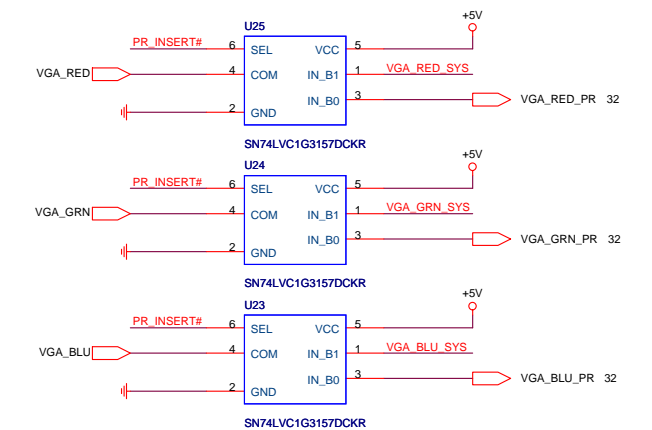 +5V
U25
PR_INSERT# 6 SEL VCC 5
VGA_RED 4 COM IN_B1 1 VGA_RED_SYS
IN_B0 3 VGA_RED_PR 32
2 GND
SN74LVC1G3157DCKR
+5V
U24
PR_INSERT# 6 SEL VCC 5
VGA_GRN 4 COM IN_B1 1 VGA_GRN_SYS
IN_B0 3 VGA_GRN_PR 32
2 GND
SN74LVC1G3157DCKR
+5V
U23
PR_INSERT# 6 SEL VCC 5
VGA_BLU 4 COM IN_B1 1 VGA_BLU_SYS
IN_B0 3 VGA_BLU_PR 32
2 GND
SN74LVC1G3157DCKR